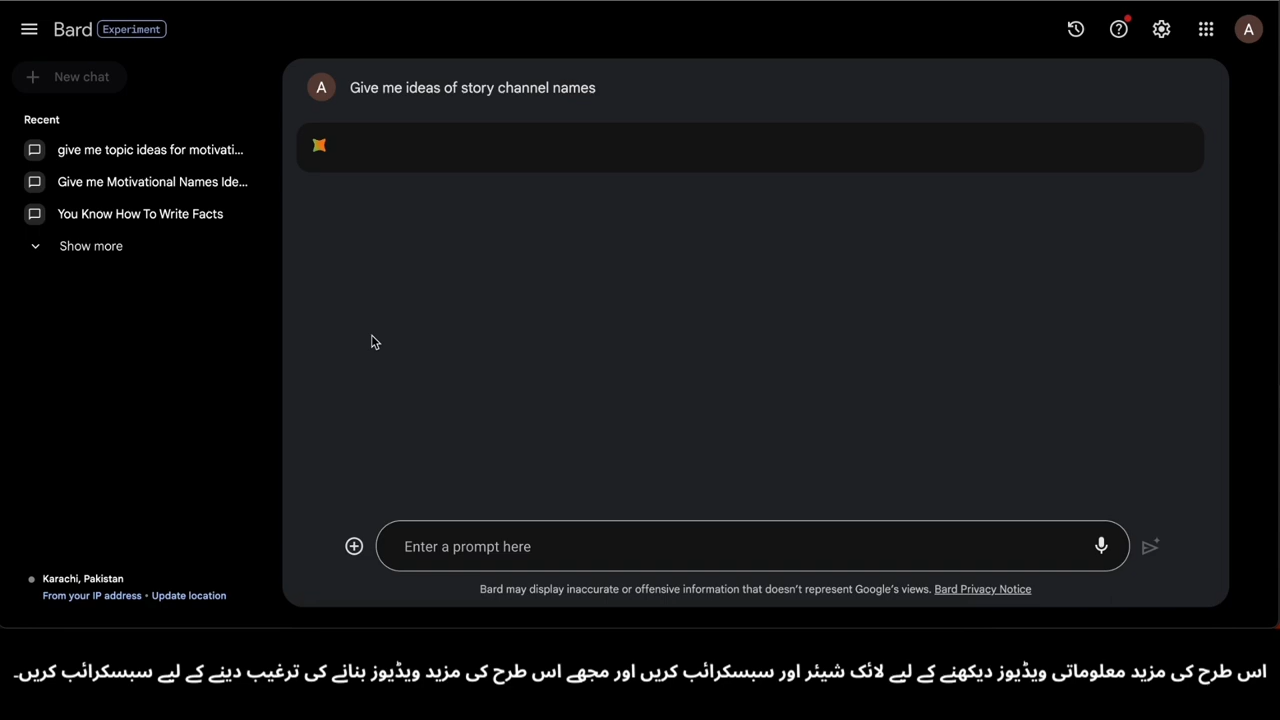 Bard Experiment
A
New chat
Recent
give me topic ideas for motivati...
Give me Motivational Names Ide...
You Know How To Write Facts
Show more
Karachi, Pakistan
From your IP address • Update location
A Give me ideas of story channel names
Enter a prompt here
Bard may display inaccurate or offensive information that doesn't represent Google's views. Bard Privacy Notice
اس طرح کی مزید معلوماتی ویڈیوز دیکھنے کے لیے لائک شیئر اور سبسکرائب کریں اور مجھے اس طرح کی مزید ویڈیوز بنانے کی ترغیب دینے کے لیے سبسکرائب کریں۔